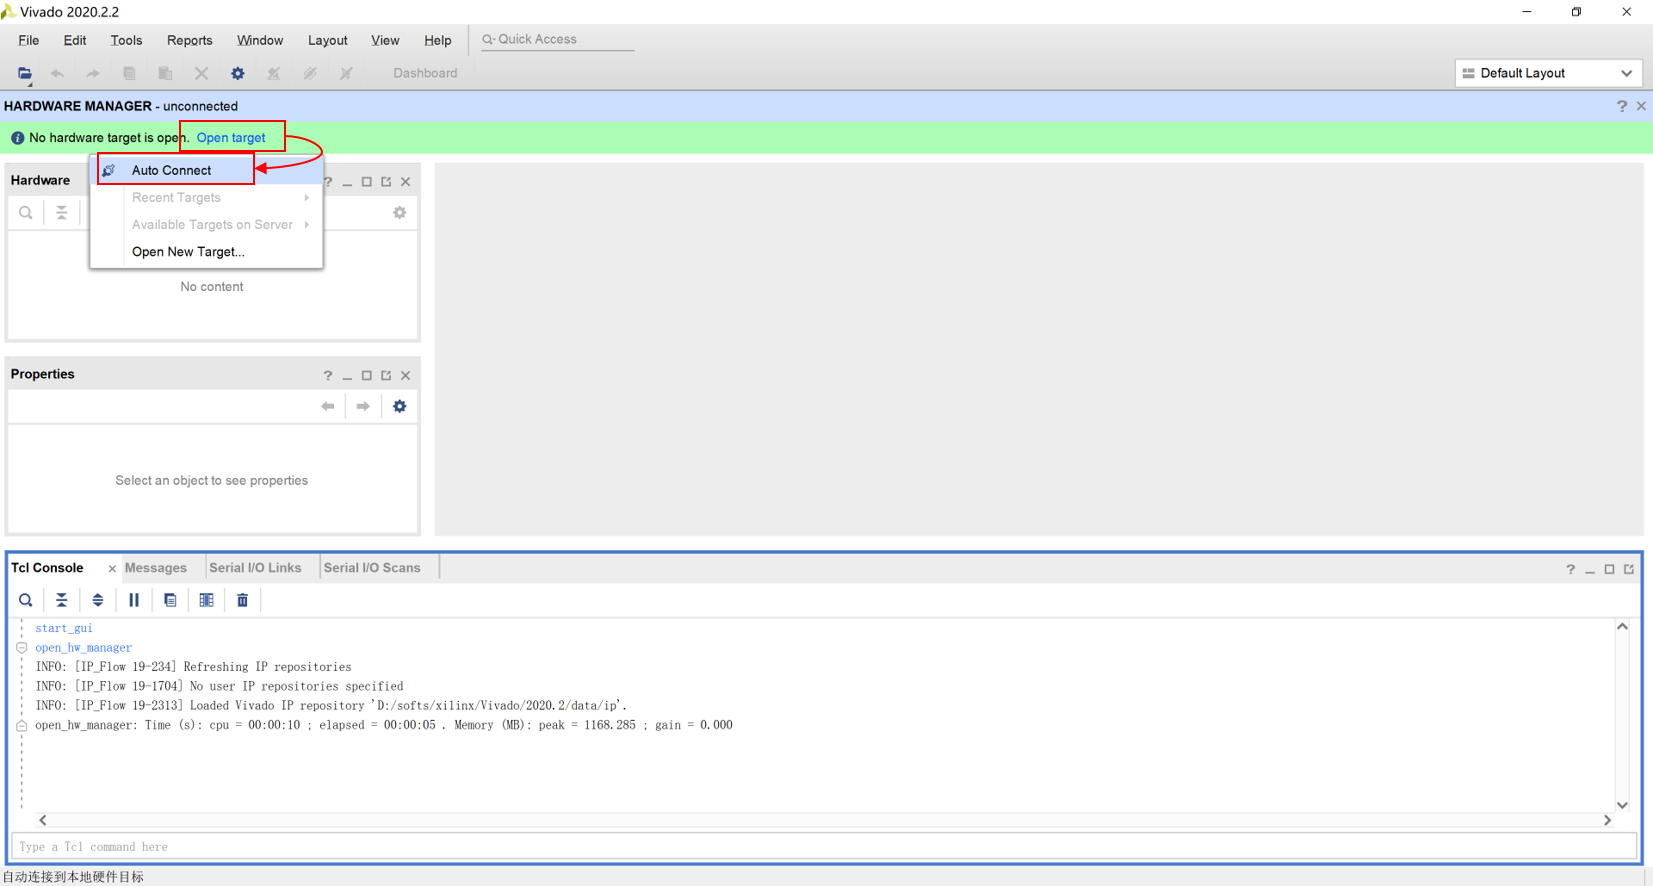 Vivado 2020.2.2
File Edit Tools Reports Window Layout View Help Quick Access
Dashboard
Default Layout
HARDWARE MANAGER - unconnected
No hardware target is open. Open target
Auto Connect
Recent Targets
Available Targets on Server
Open New Target...
Hardware
No content
Properties
Select an object to see properties
Tcl Console Messages Serial I/O Links Serial I/O Scans
start_gui
open_hw_manager
INFO: [IP_Flow 19-234] Refreshing IP repositories
INFO: [IP_Flow 19-1704] No user IP repositories specified
INFO: [IP_Flow 19-2313] Loaded Vivado IP repository 'D:/softs/xilinx/Vivado/2020.2/data/ip'.
open_hw_manager: Time (s): cpu = 00:00:10 ; elapsed = 00:00:05 . Memory (MB): peak = 1168.285 ; gain = 0.000
Type a Tcl command here
自动连接到本地硬件目标